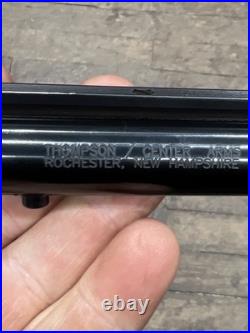 THOMPSON / CENTER ARMS
ROCHESTER, NEW HAMPSHIRE